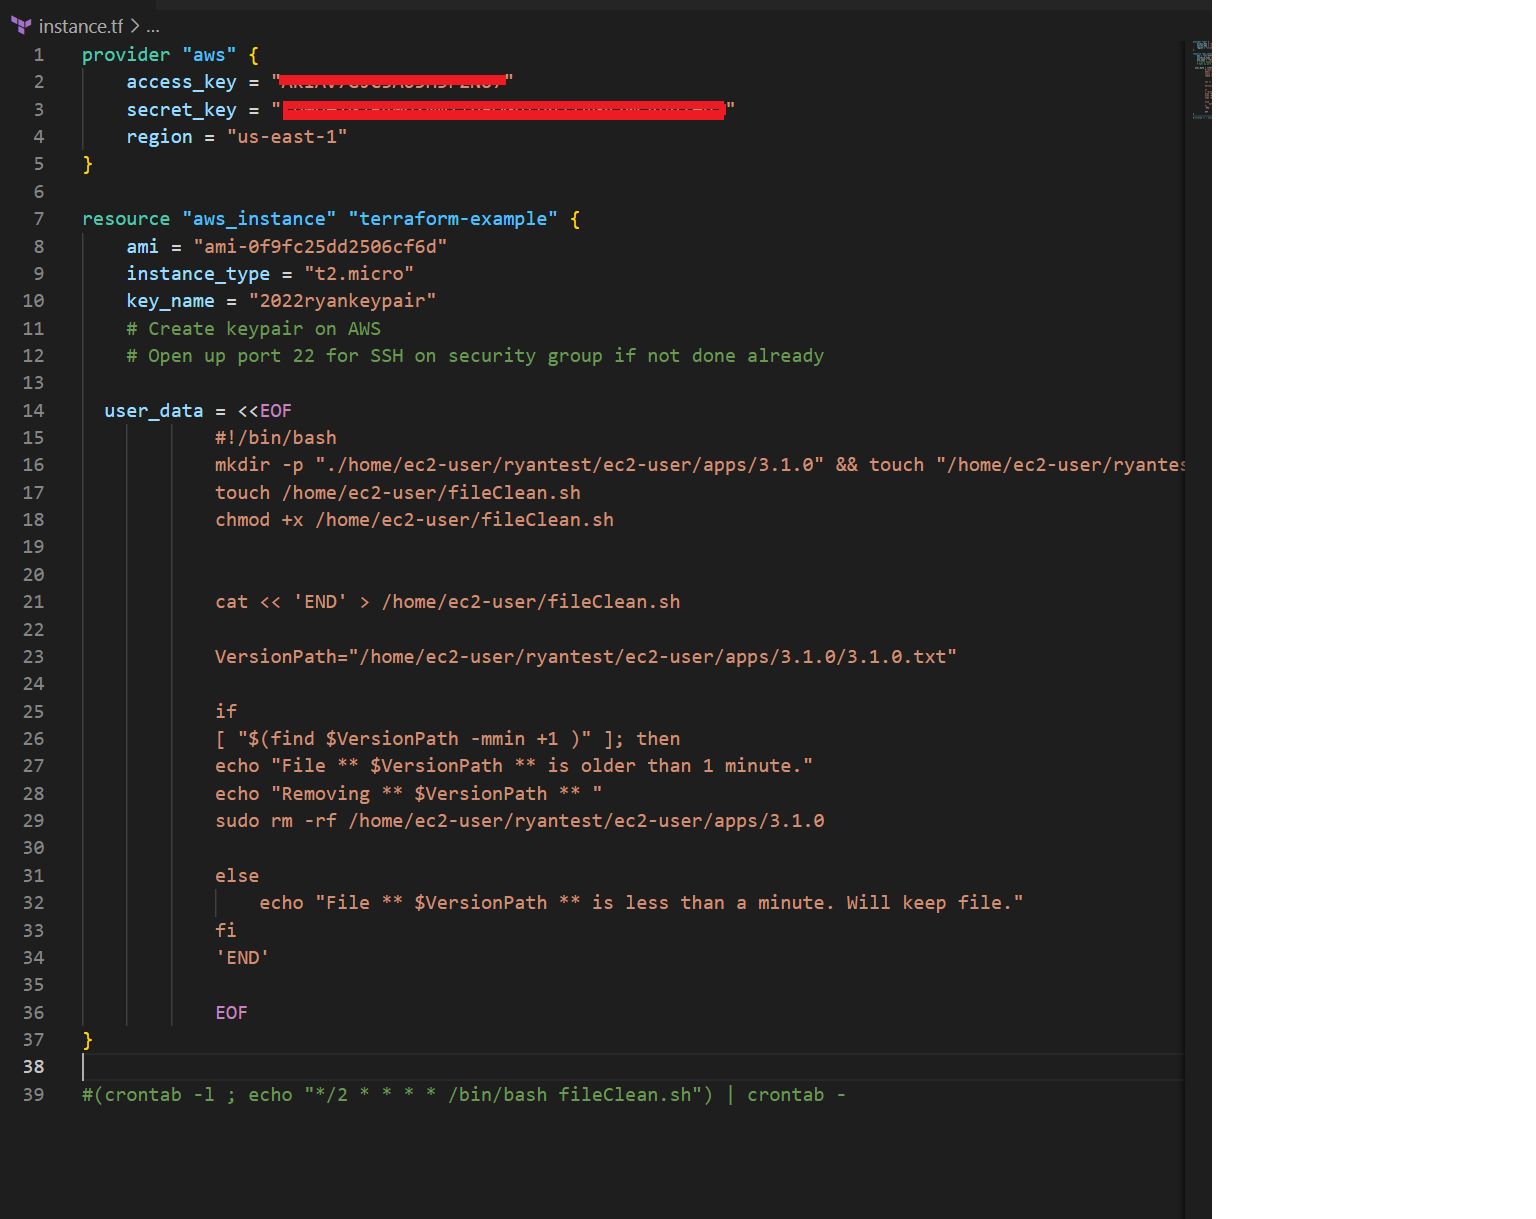 instance.tf > ...
1 provider "aws" {
2 access_key = "
3 secret_key = " "
4 region = "us-east-1"
5 }
6
7 resource "aws_instance" "terraform-example" {
8 ami = "ami-0f9fc25dd2506cf6d"
9 instance_type = "t2.micro"
10 key_name = "2022ryankeypair"
11 # Create keypair on AWS
12 # Open up port 22 for SSH on security group if not done already
13
14 user_data = <<EOF
15 #!/bin/bash
16 mkdir -p "./home/ec2-user/ryantest/ec2-user/apps/3.1.0" && touch "/home/ec2-user/ryantes
17 touch /home/ec2-user/fileClean.sh
18 chmod +x /home/ec2-user/fileClean.sh
19
20
21 cat << 'END' > /home/ec2-user/fileClean.sh
22
23 VersionPath="/home/ec2-user/ryantest/ec2-user/apps/3.1.0/3.1.0.txt"
24
25 if
26 [ "$(find $VersionPath -mmin +1 )" ]; then
27 echo "File ** $VersionPath ** is older than 1 minute."
28 echo "Removing ** $VersionPath ** "
29 sudo rm -rf /home/ec2-user/ryantest/ec2-user/apps/3.1.0
30
31 else
32 echo "File ** $VersionPath ** is less than a minute. Will keep file."
33 fi
34 'END'
35
36 EOF
37 }
38
39 #(crontab -l ; echo "*/2 * * * * /bin/bash fileClean.sh") | crontab -